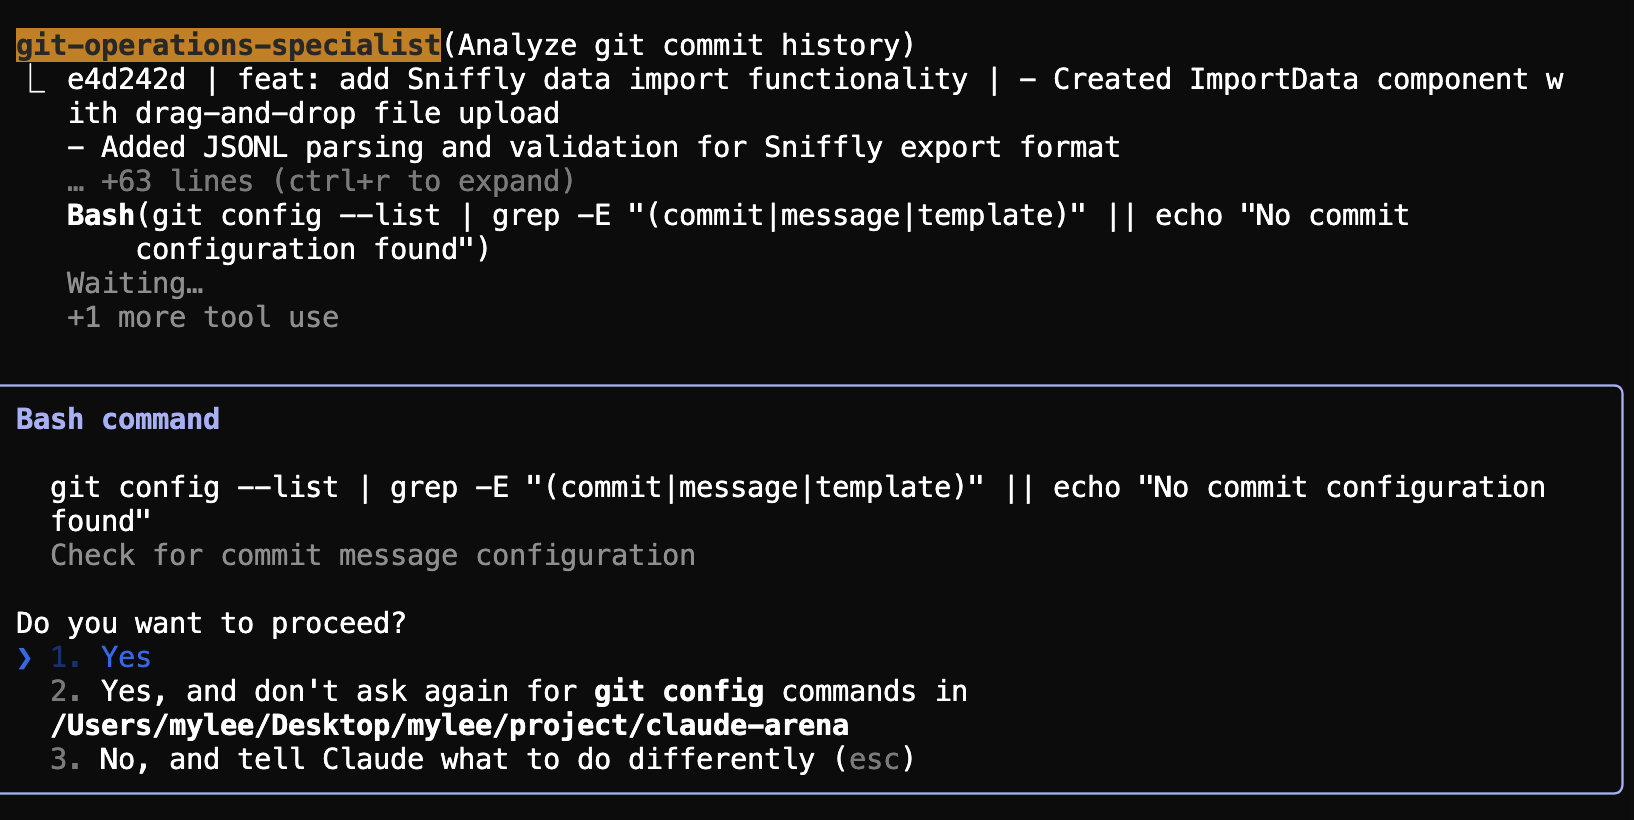 git-operations-specialist(Analyze git commit history)
⎿ e4d242d | feat: add Sniffly data import functionality | - Created ImportData component w
ith drag-and-drop file upload
- Added JSONL parsing and validation for Sniffly export format
… +63 lines (ctrl+r to expand)
Bash(git config --list | grep -E "(commit|message|template)" || echo "No commit
configuration found")
Waiting…
+1 more tool use
Bash command
git config --list | grep -E "(commit|message|template)" || echo "No commit configuration
found"
Check for commit message configuration
Do you want to proceed?
❯ 1. Yes
2. Yes, and don't ask again for git config commands in
/Users/mylee/Desktop/mylee/project/claude-arena
3. No, and tell Claude what to do differently (esc)